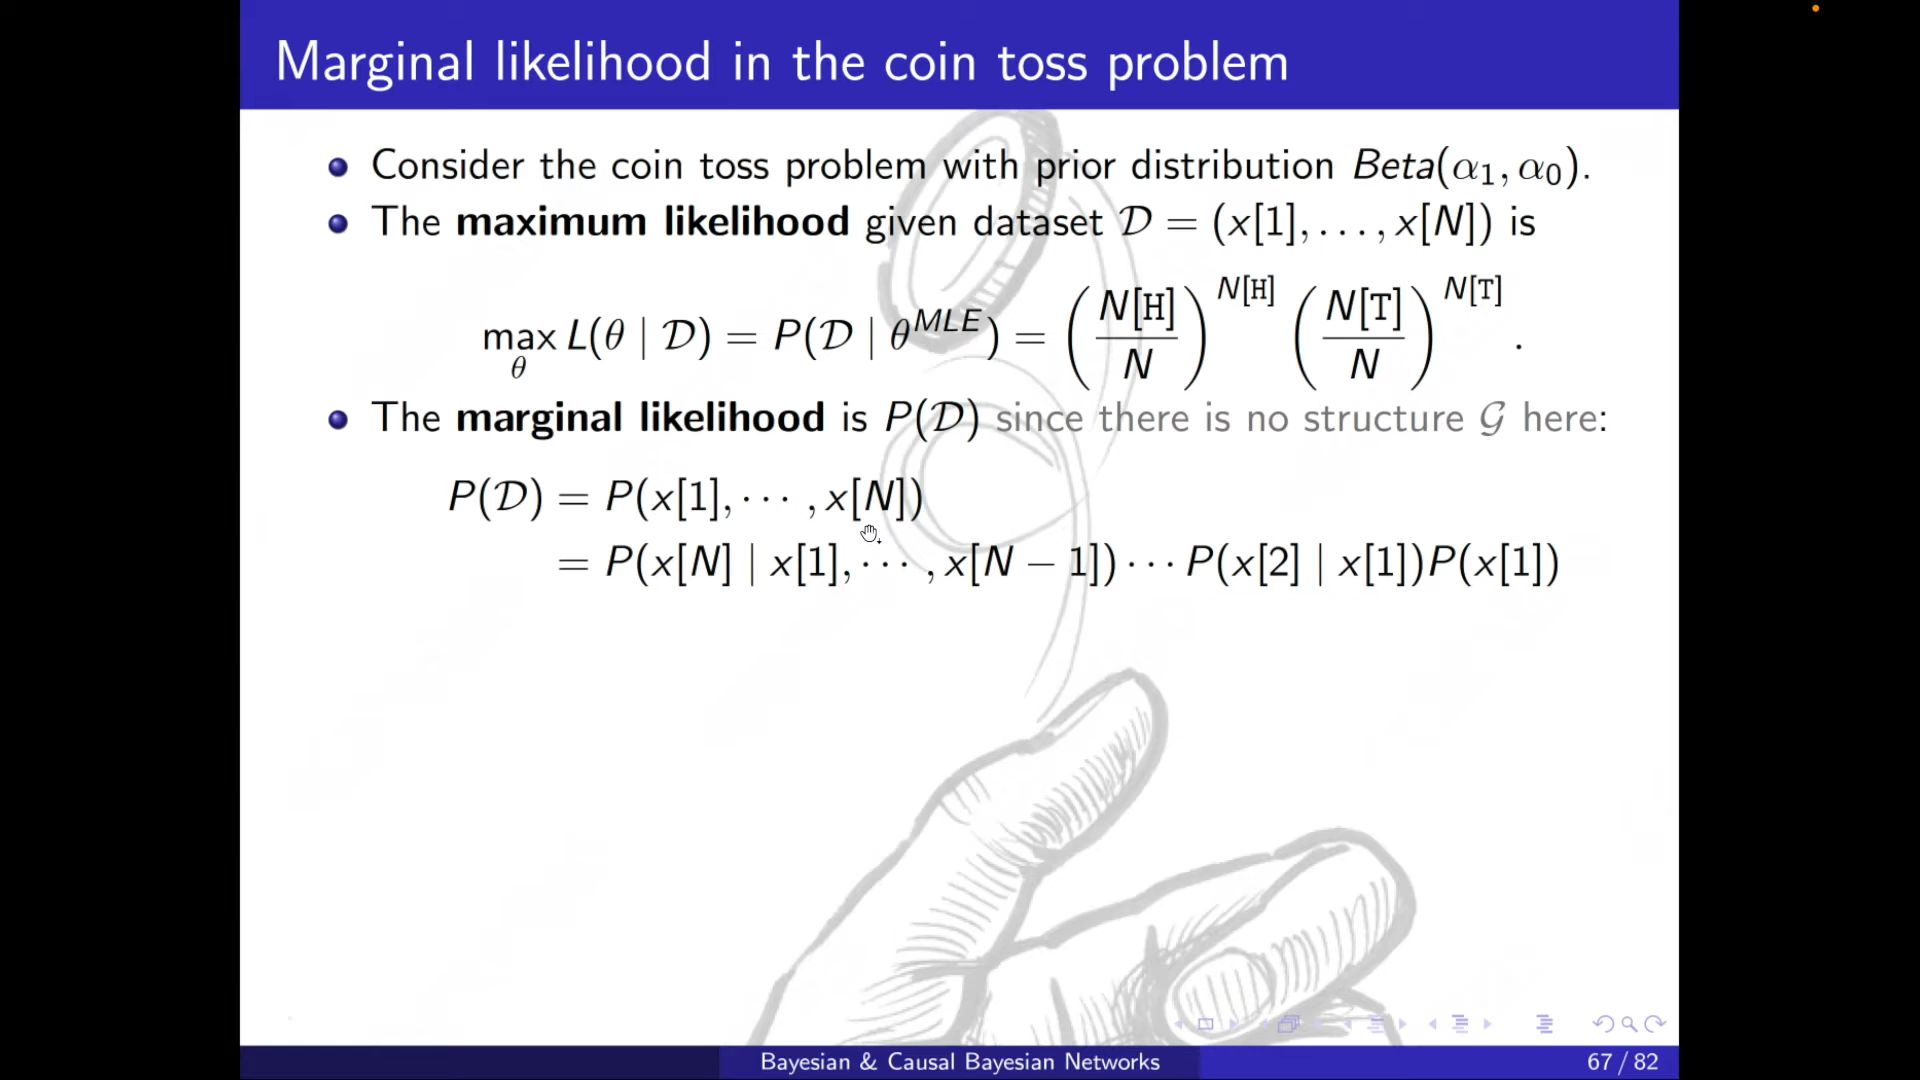 Marginal likelihood in the coin toss problem
Consider the coin toss problem with prior distribution Beta(α₁, α₀).
The maximum likelihood given dataset 𝒟 = (x[1], . . . , x[N]) is
max_θ L(θ | 𝒟) = P(𝒟 | θ^{MLE}) = (N[H]/N)^{N[H]} (N[T]/N)^{N[T]} .
The marginal likelihood is P(𝒟) since there is no structure 𝒢 here:
P(𝒟) = P(x[1], ··· , x[N])
= P(x[N] | x[1], ··· , x[N − 1]) ··· P(x[2] | x[1])P(x[1])
Bayesian & Causal Bayesian Networks
67 / 82